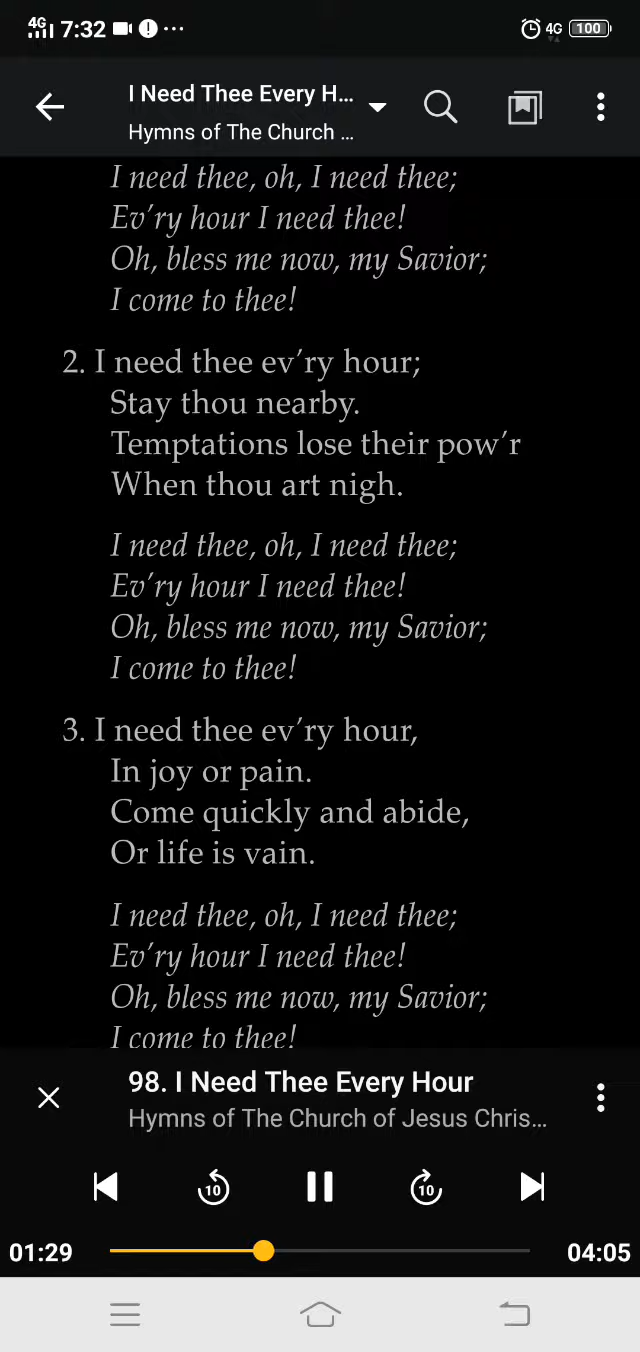 4G 7:32 ! ... 4G 100
I Need Thee Every H...
Hymns of The Church ...
I need thee, oh, I need thee;
Ev’ry hour I need thee!
Oh, bless me now, my Savior;
I come to thee!
2. I need thee ev’ry hour;
Stay thou nearby.
Temptations lose their pow’r
When thou art nigh.
I need thee, oh, I need thee;
Ev’ry hour I need thee!
Oh, bless me now, my Savior;
I come to thee!
3. I need thee ev’ry hour,
In joy or pain.
Come quickly and abide,
Or life is vain.
I need thee, oh, I need thee;
Ev’ry hour I need thee!
Oh, bless me now, my Savior;
I come to thee!
98. I Need Thee Every Hour
Hymns of The Church of Jesus Chris...
10 10
01:29 04:05